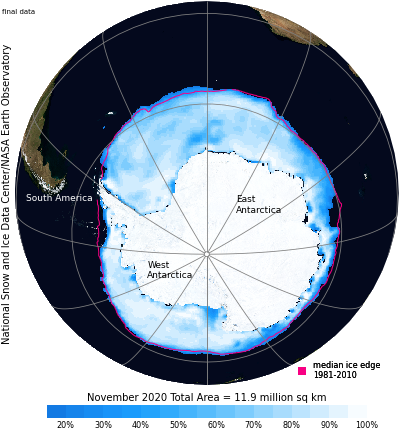 final data
National Snow and Ice Data Center/NASA Earth Observatory
South America
East
Antarctica
West
Antarctica
median ice edge
1981-2010
November 2020 Total Area = 11.9 million sq km
20% 30% 40% 50% 60% 70% 80% 90% 100%